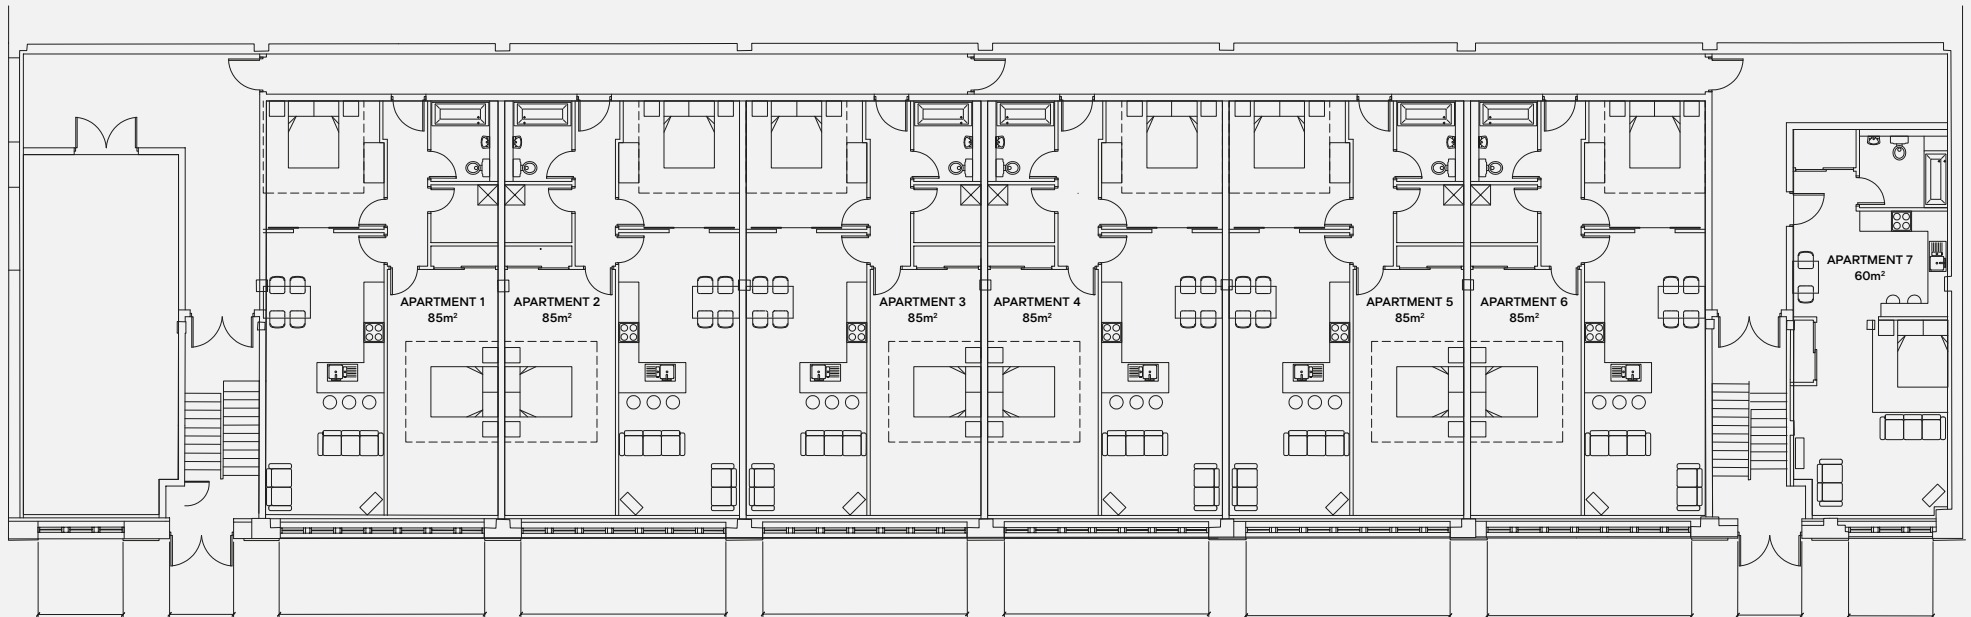 APARTMENT 1
85m²
APARTMENT 2
85m²
APARTMENT 3
85m²
APARTMENT 4
85m²
APARTMENT 5
85m²
APARTMENT 6
85m²
APARTMENT 7
60m²